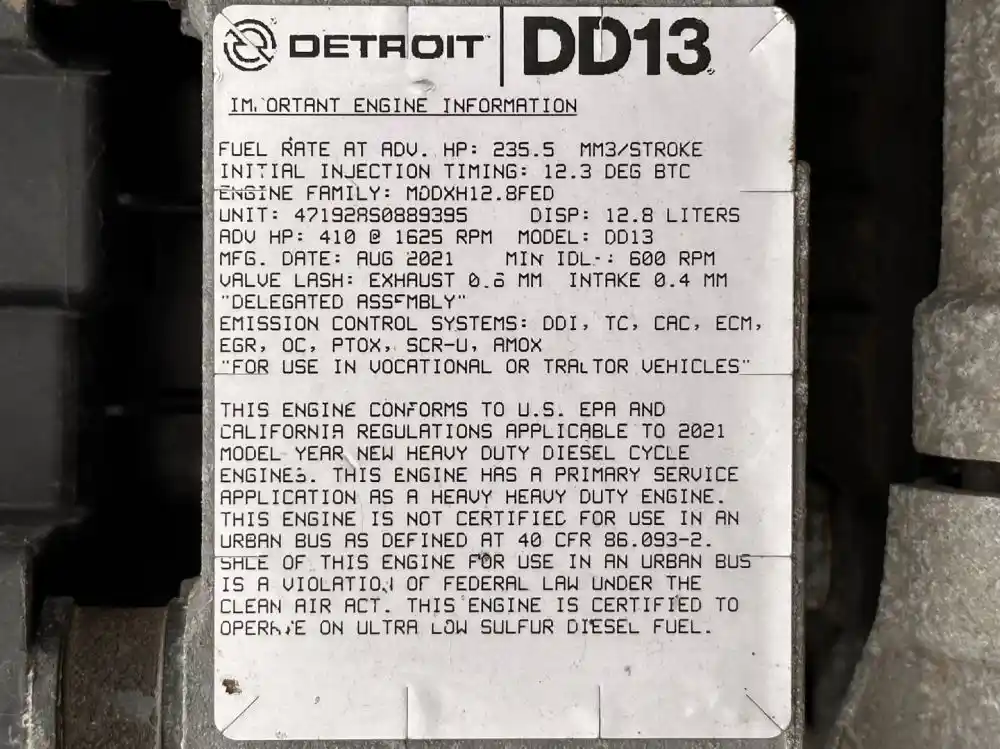 DETROIT DD13
IMPORTANT ENGINE INFORMATION
FUEL RATE AT ADV. HP: 235.5 MM3/STROKE
INITIAL INJECTION TIMING: 12.3 DEG BTC
ENGINE FAMILY: MDDXH12.8FED
UNIT: 471928S0889395 DISP: 12.8 LITERS
ADV HP: 410 @ 1625 RPM MODEL: DD13
MFG. DATE: AUG 2021 MIN IDL.: 600 RPM
VALVE LASH: EXHAUST 0.6 MM INTAKE 0.4 MM
"DELEGATED ASSEMBLY"
EMISSION CONTROL SYSTEMS: DDI, TC, CAC, ECM,
EGR, OC, PTOX, SCR-U, AMOX
"FOR USE IN VOCATIONAL OR TRACTOR VEHICLES"
THIS ENGINE CONFORMS TO U.S. EPA AND
CALIFORNIA REGULATIONS APPLICABLE TO 2021
MODEL YEAR NEW HEAVY DUTY DIESEL CYCLE
ENGINES. THIS ENGINE HAS A PRIMARY SERVICE
APPLICATION AS A HEAVY HEAVY DUTY ENGINE.
THIS ENGINE IS NOT CERTIFIED FOR USE IN AN
URBAN BUS AS DEFINED AT 40 CFR 86.093-2.
SALE OF THIS ENGINE FOR USE IN AN URBAN BUS
IS A VIOLATION OF FEDERAL LAW UNDER THE
CLEAN AIR ACT. THIS ENGINE IS CERTIFIED TO
OPERATE ON ULTRA LOW SULFUR DIESEL FUEL.